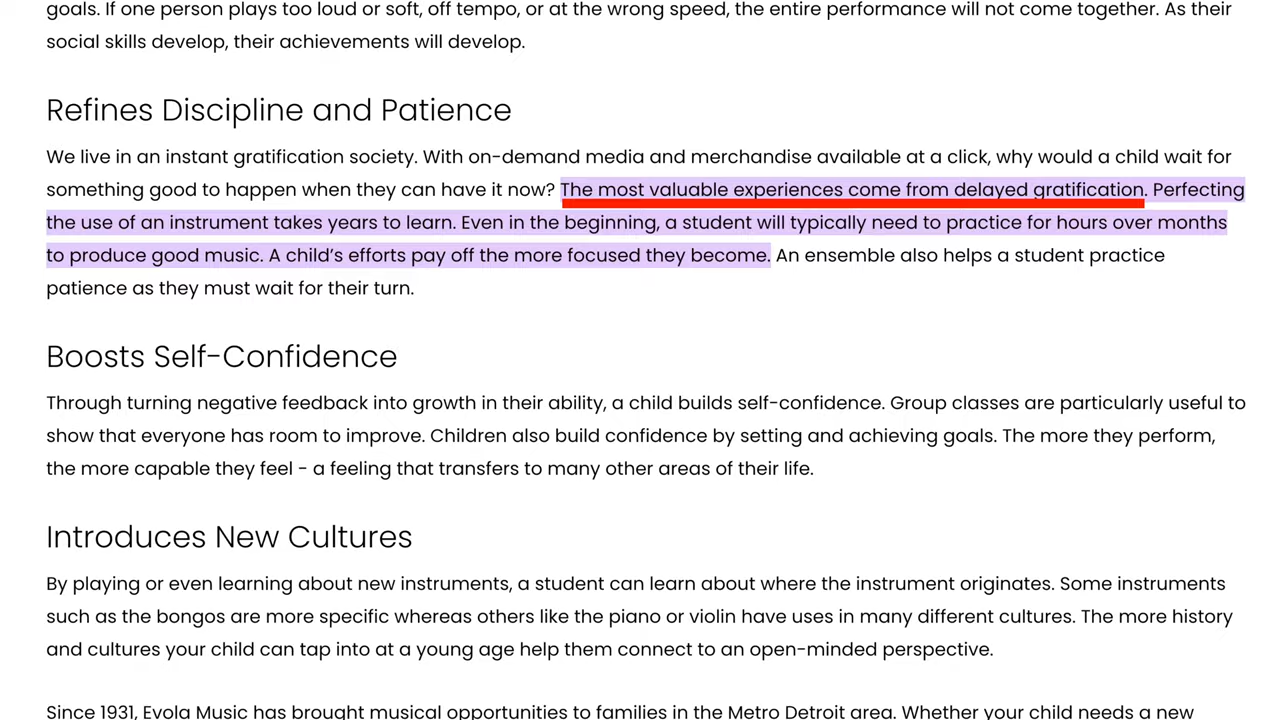 goals. If one person plays too loud or soft, off tempo, or at the wrong speed, the entire performance will not come together. As their
social skills develop, their achievements will develop.
Refines Discipline and Patience
We live in an instant gratification society. With on-demand media and merchandise available at a click, why would a child wait for
something good to happen when they can have it now? The most valuable experiences come from delayed gratification. Perfecting
the use of an instrument takes years to learn. Even in the beginning, a student will typically need to practice for hours over months
to produce good music. A child’s efforts pay off the more focused they become. An ensemble also helps a student practice
patience as they must wait for their turn.
Boosts Self-Confidence
Through turning negative feedback into growth in their ability, a child builds self-confidence. Group classes are particularly useful to
show that everyone has room to improve. Children also build confidence by setting and achieving goals. The more they perform,
the more capable they feel - a feeling that transfers to many other areas of their life.
Introduces New Cultures
By playing or even learning about new instruments, a student can learn about where the instrument originates. Some instruments
such as the bongos are more specific whereas others like the piano or violin have uses in many different cultures. The more history
and cultures your child can tap into at a young age help them connect to an open-minded perspective.
Since 1931, Evola Music has brought musical opportunities to families in the Metro Detroit area. Whether your child needs a new